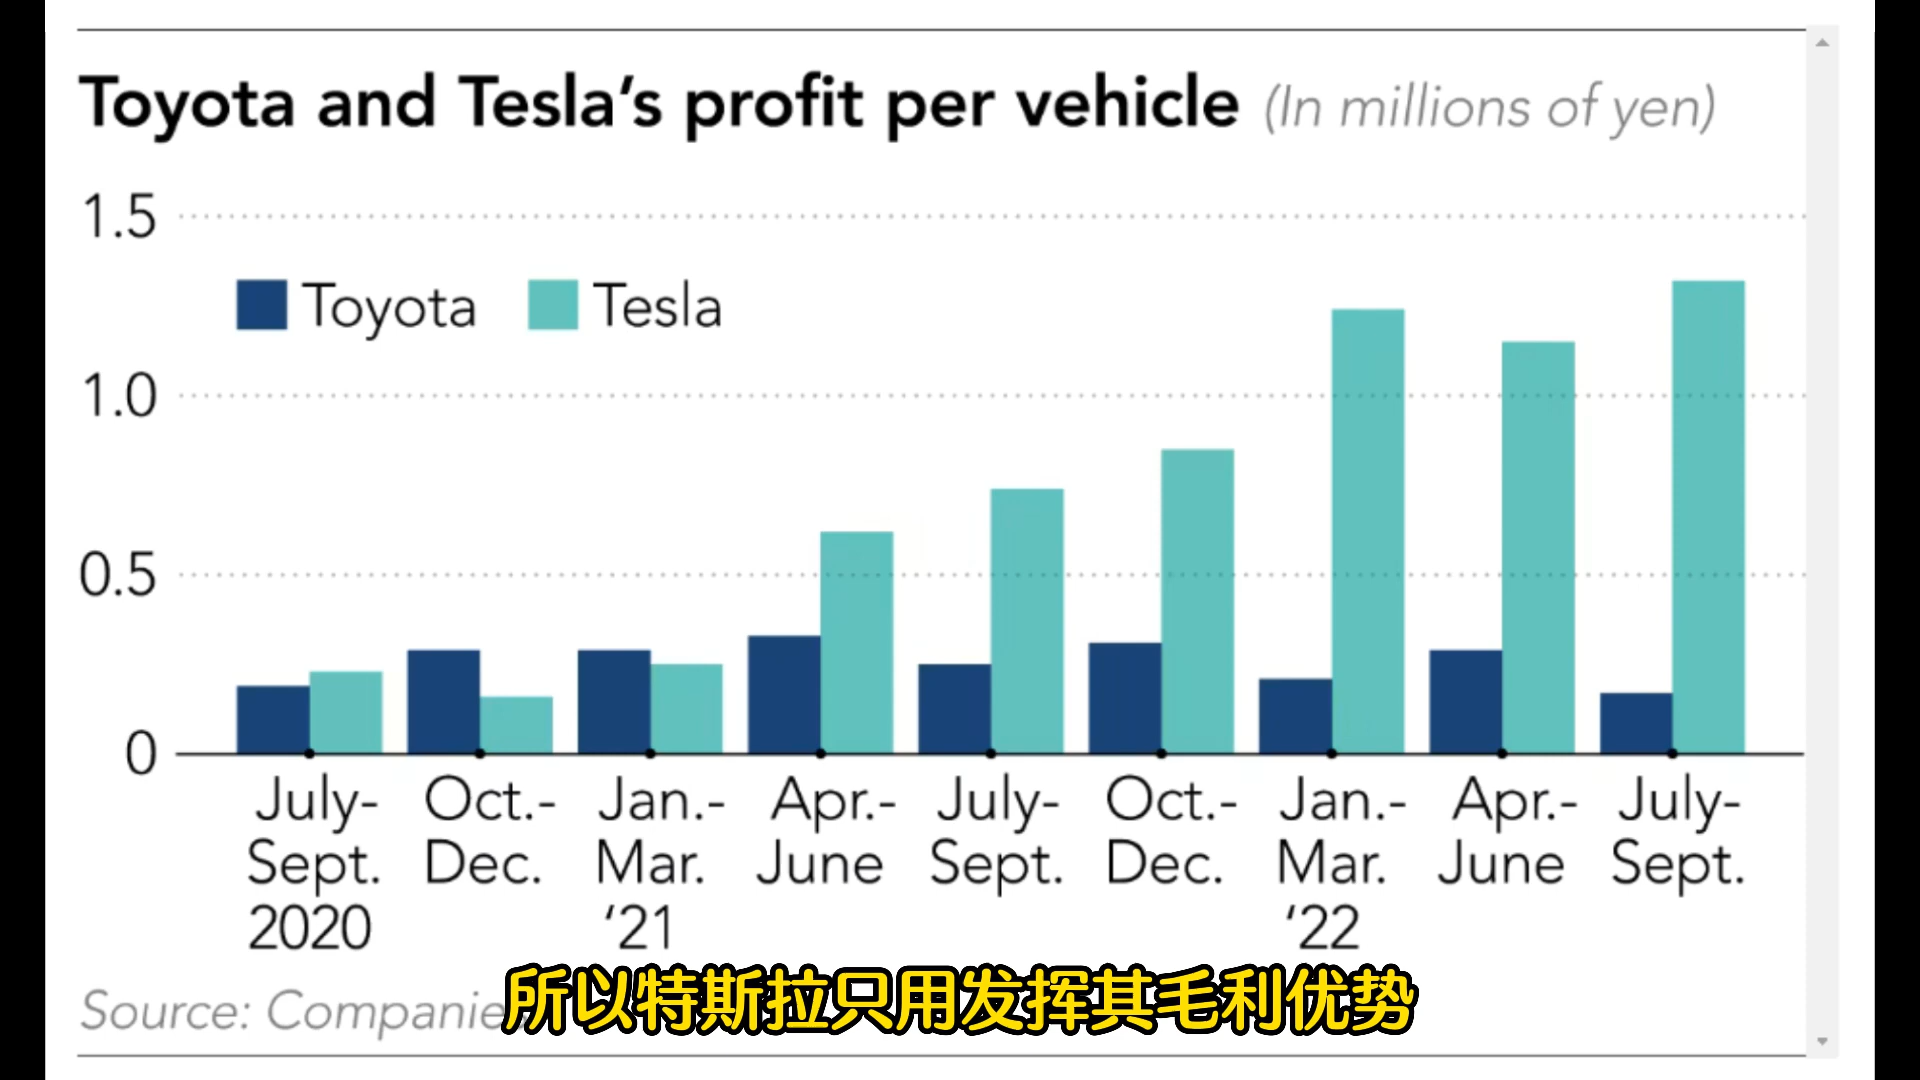 Toyota and Tesla's profit per vehicle (In millions of yen)
1.5
Toyota Tesla
1.0
0.5
0
July- Oct.- Jan.- Apr.- July- Oct.- Jan.- Apr.- July-
Sept. Dec. Mar. June Sept. Dec. Mar. June Sept.
2020 '21 '22
Source:
所以特斯拉只用发挥其毛利优势